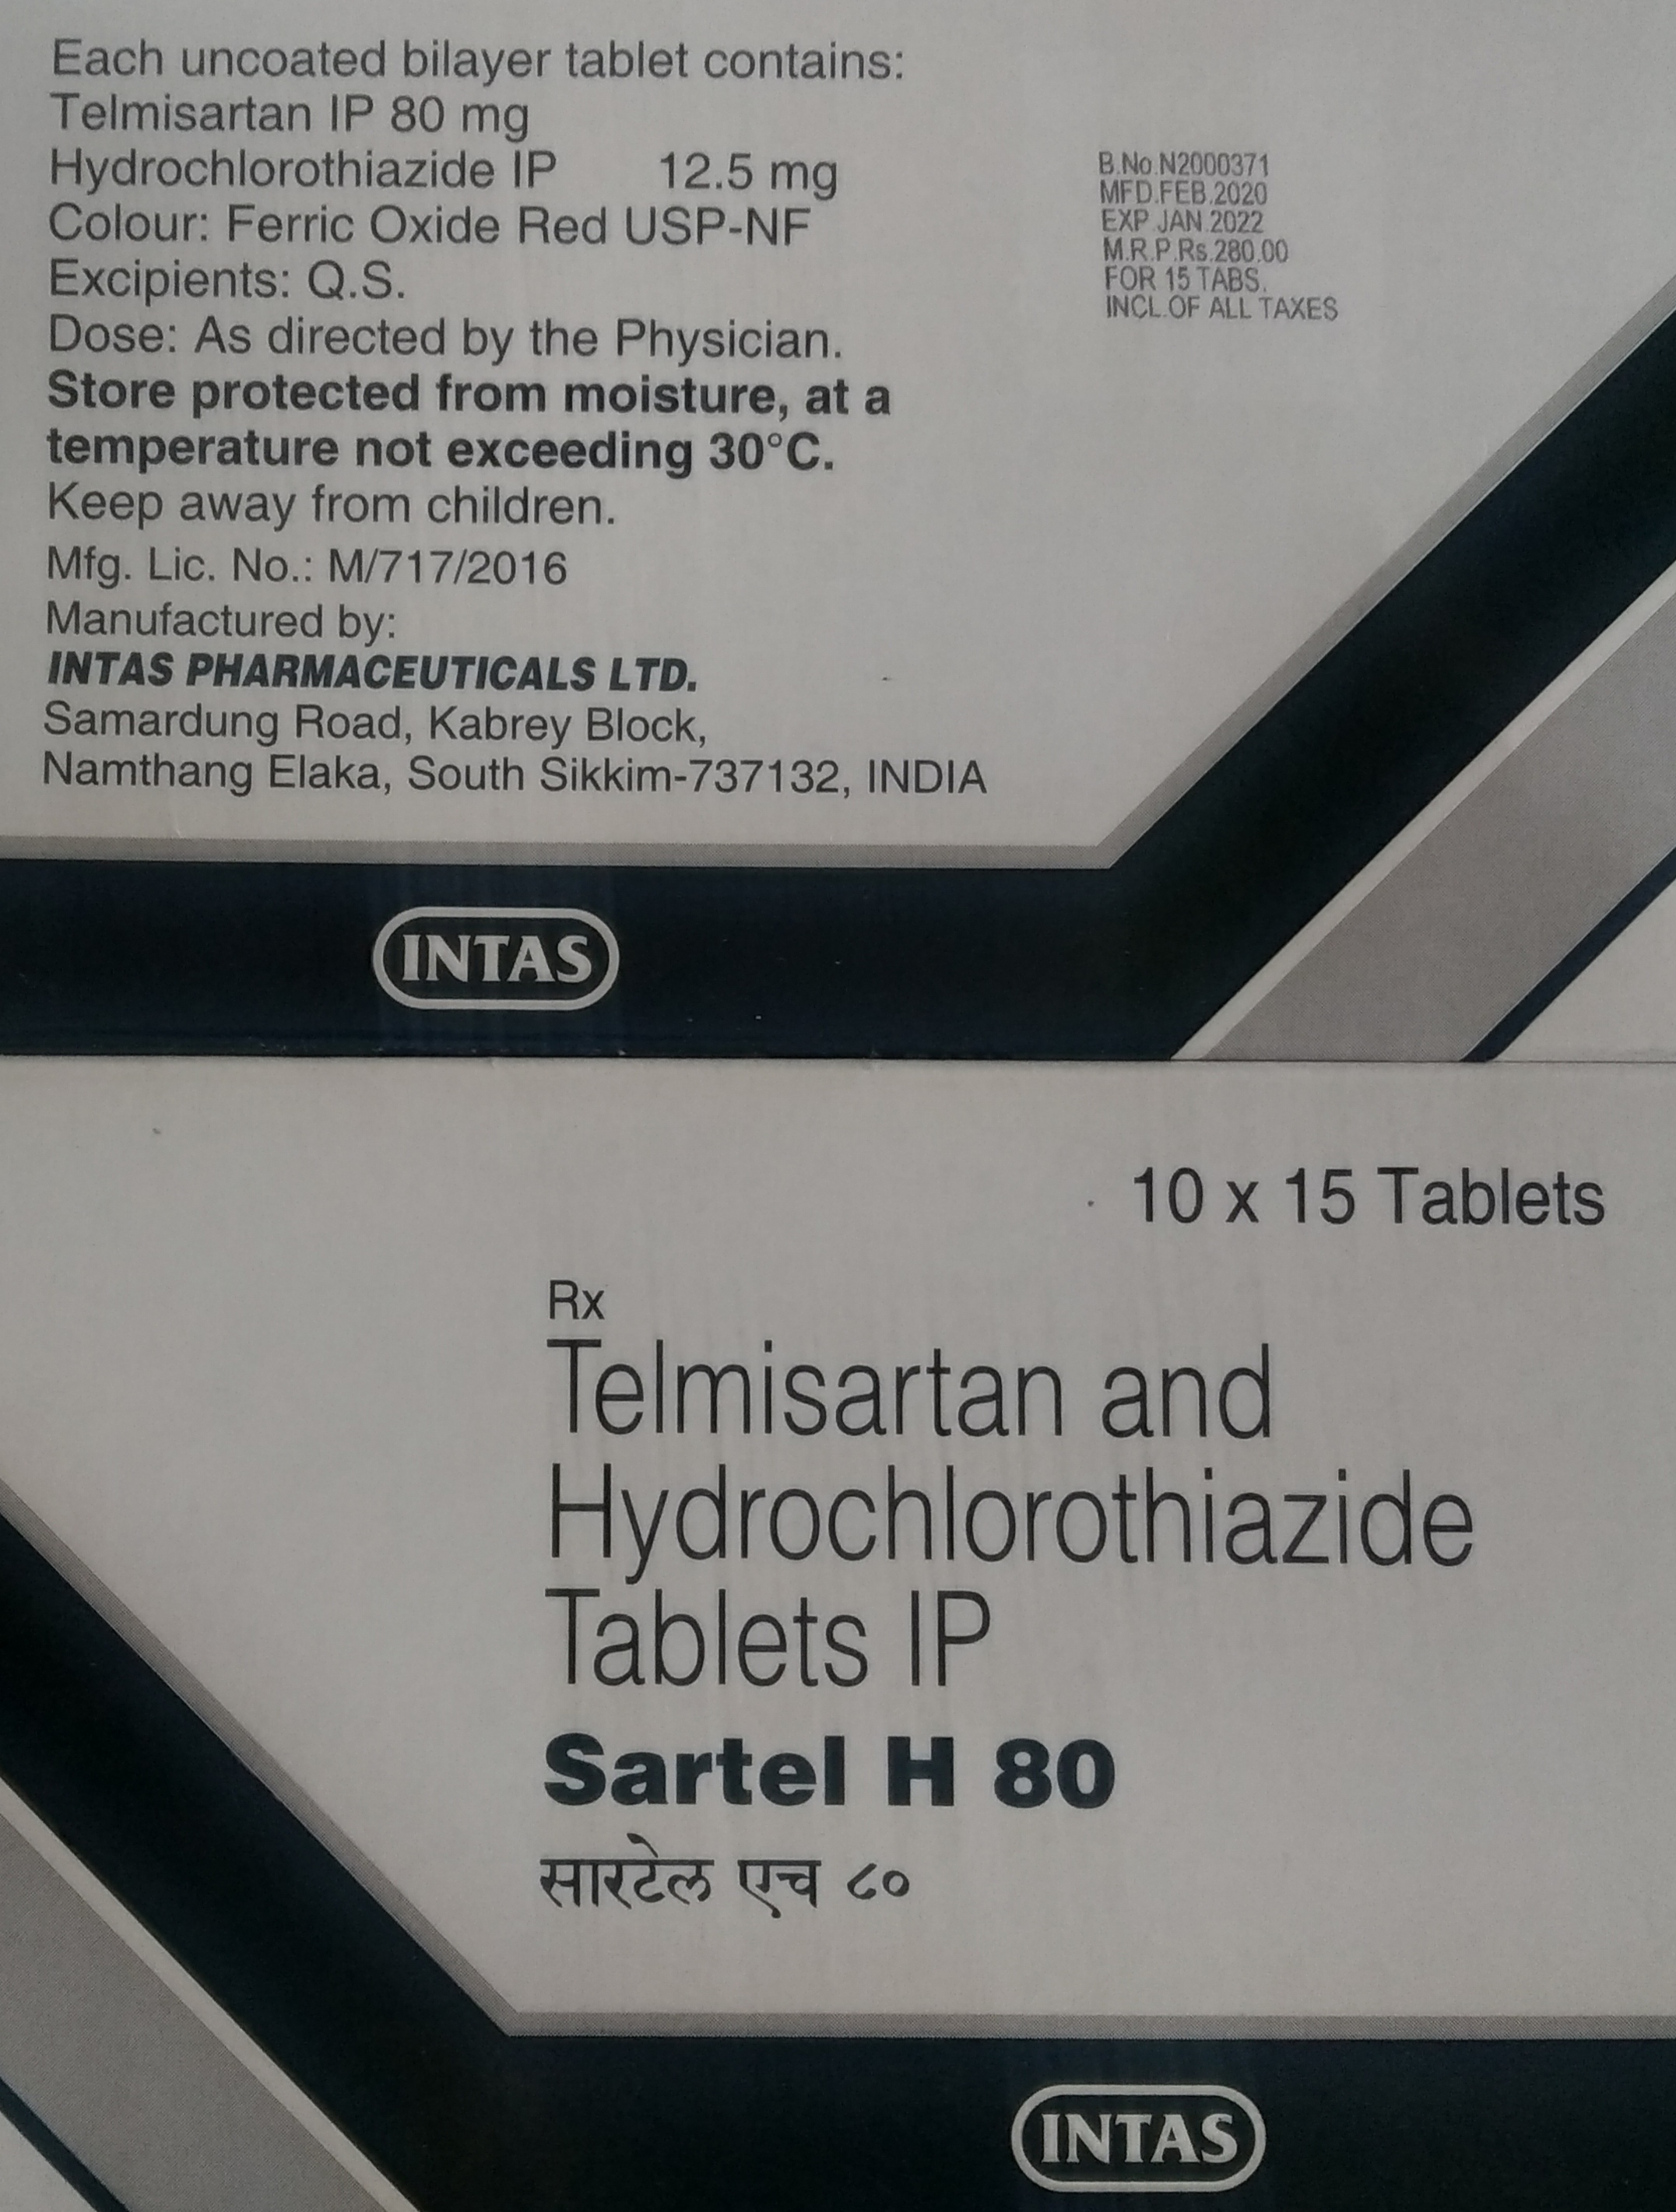 Each uncoated bilayer tablet contains:
Telmisartan IP 80 mg
Hydrochlorothiazide IP 12.5 mg
Colour: Ferric Oxide Red USP-NF
Excipients: Q.S.
Dose: As directed by the Physician.
Store protected from moisture, at a
temperature not exceeding 30°C.
Keep away from children.
Mfg. Lic. No.: M/717/2016
Manufactured by:
INTAS PHARMACEUTICALS LTD.
Samardung Road, Kabrey Block,
Namthang Elaka, South Sikkim-737132, INDIA
B.No.N2000371
MFD.FEB.2020
EXP.JAN.2022
M.R.P.Rs.280.00
FOR 15 TABS.
INCL.OF ALL TAXES
INTAS
10 x 15 Tablets
Rx
Telmisartan and
Hydrochlorothiazide
Tablets IP
Sartel H 80
सारटेल एच ८०
INTAS